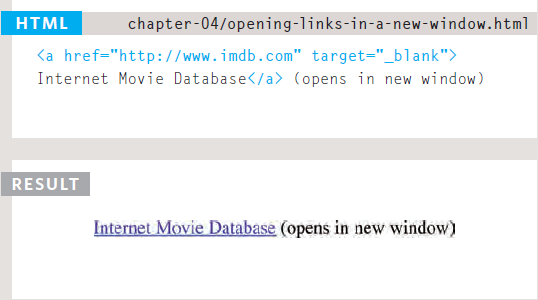 HTML chapter-04/opening-links-in-a-new-window.html
<a href="http://www.imdb.com" target="_blank">
Internet Movie Database</a> (opens in new window)
RESULT
Internet Movie Database (opens in new window)